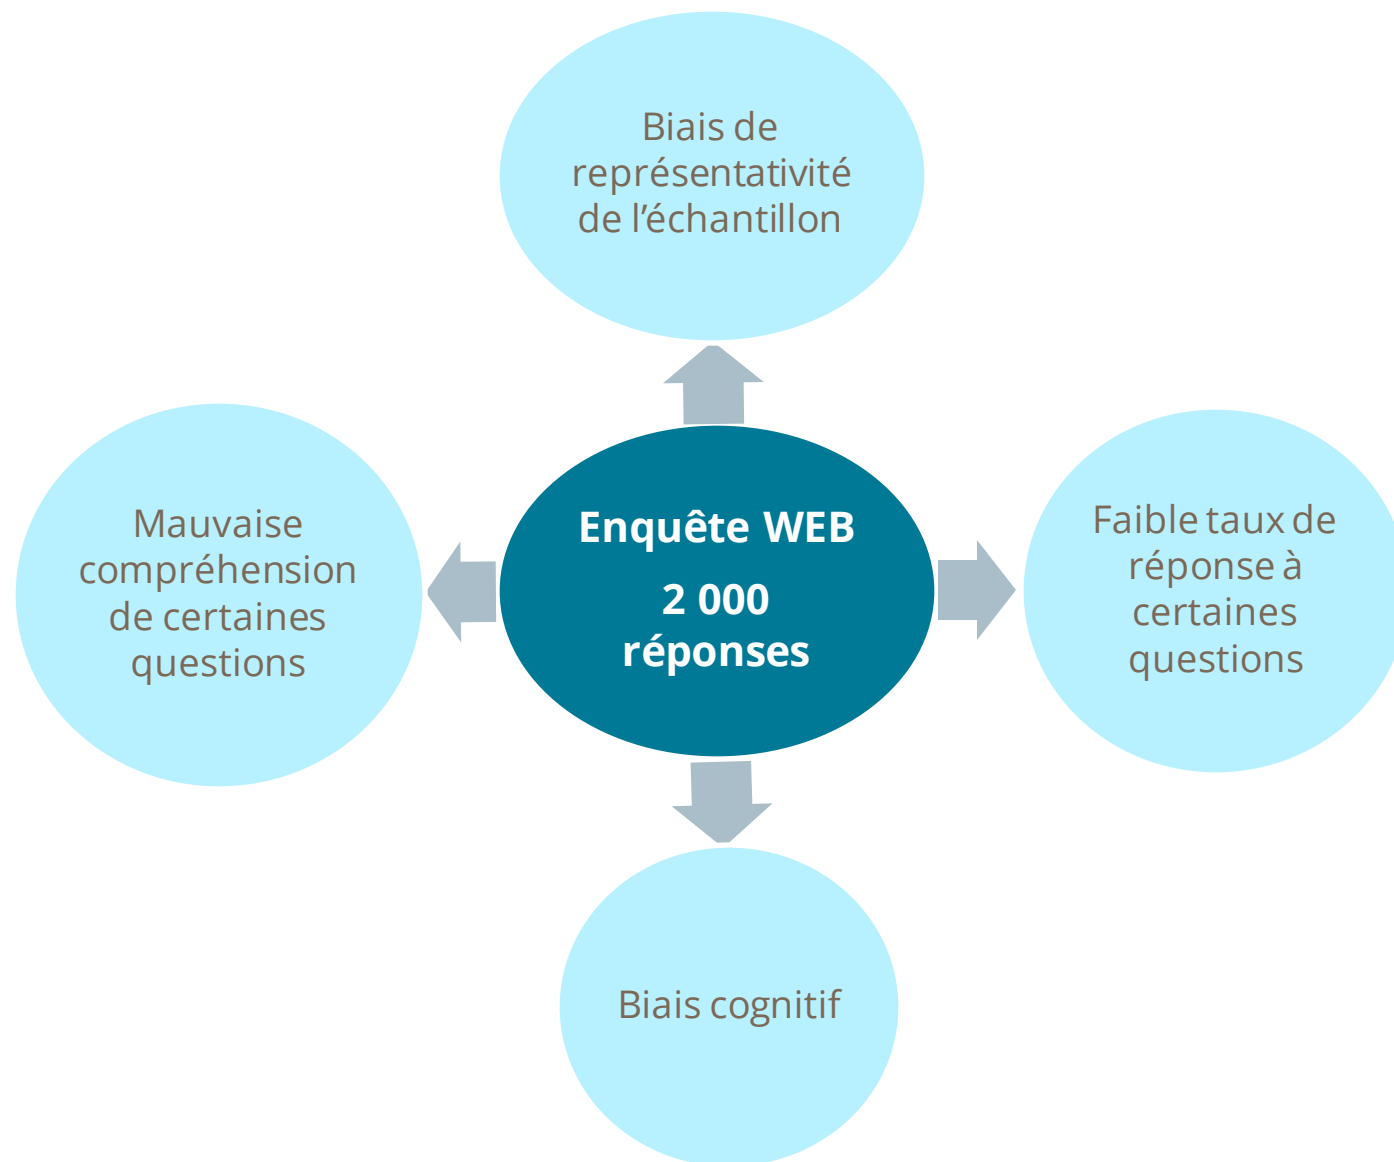 Biais de
représentativité
de l’échantillon
Mauvaise
compréhension
de certaines
questions
Enquête WEB
2 000
réponses
Faible taux de
réponse à
certaines
questions
Biais cognitif